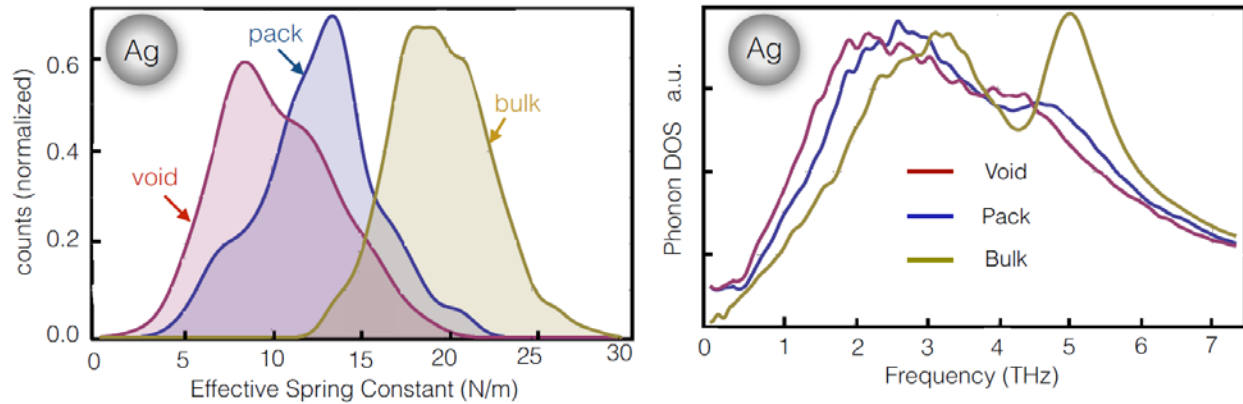 Ag
pack
bulk
void
counts (normalized)
0.6
0.4
0.2
0.0
0 5 10 15 20 25 30
Effective Spring Constant (N/m)
Ag
Phonon DOS a.u.
Void
Pack
Bulk
0 1 2 3 4 5 6 7
Frequency (THz)